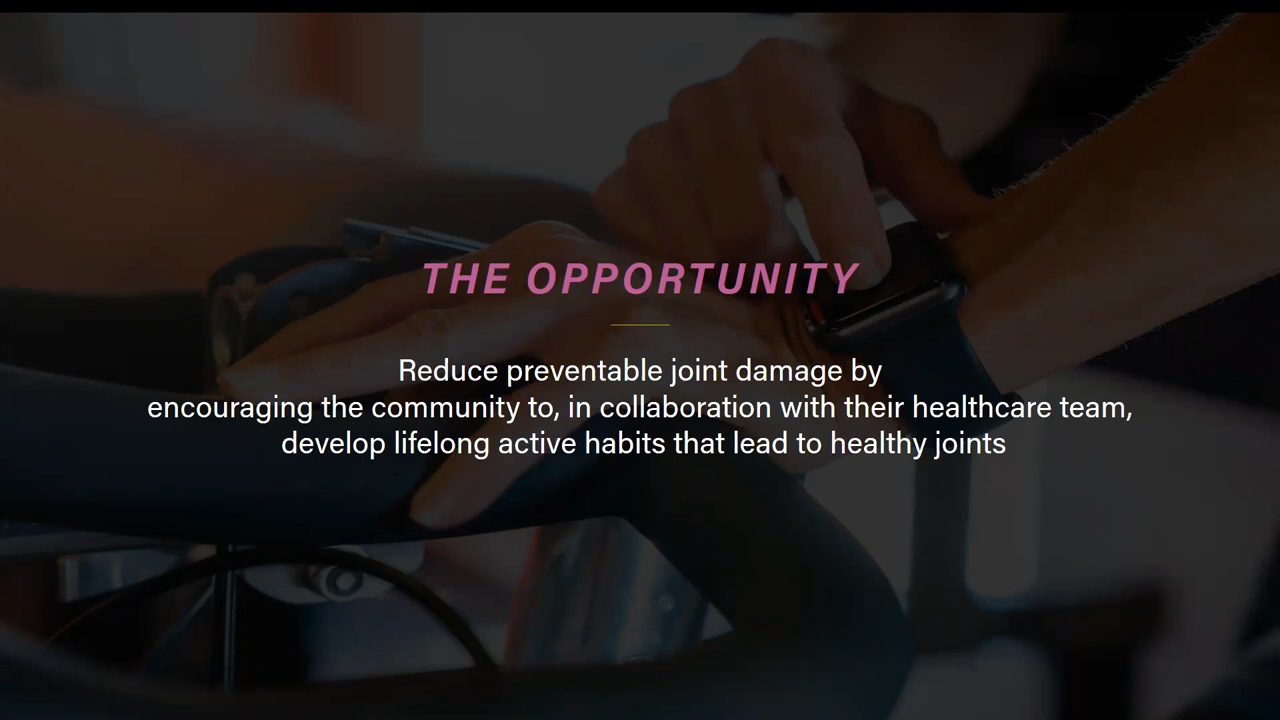 THE OPPORTUNITY
Reduce preventable joint damage by
encouraging the community to, in collaboration with their healthcare team,
develop lifelong active habits that lead to healthy joints